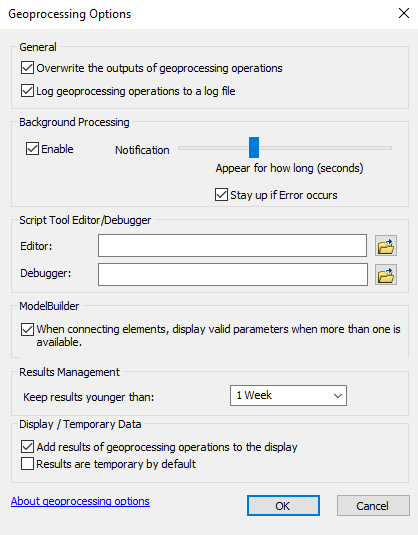 Geoprocessing Options
General
Overwrite the outputs of geoprocessing operations
Log geoprocessing operations to a log file
Background Processing
Enable
Notification
Appear for how long (seconds)
Stay up if Error occurs
Script Tool Editor/Debugger
Editor:
Debugger:
ModelBuilder
When connecting elements, display valid parameters when more than one is
available.
Results Management
Keep results younger than:
1 Week
Display / Temporary Data
Add results of geoprocessing operations to the display
Results are temporary by default
About geoprocessing options
OK
Cancel